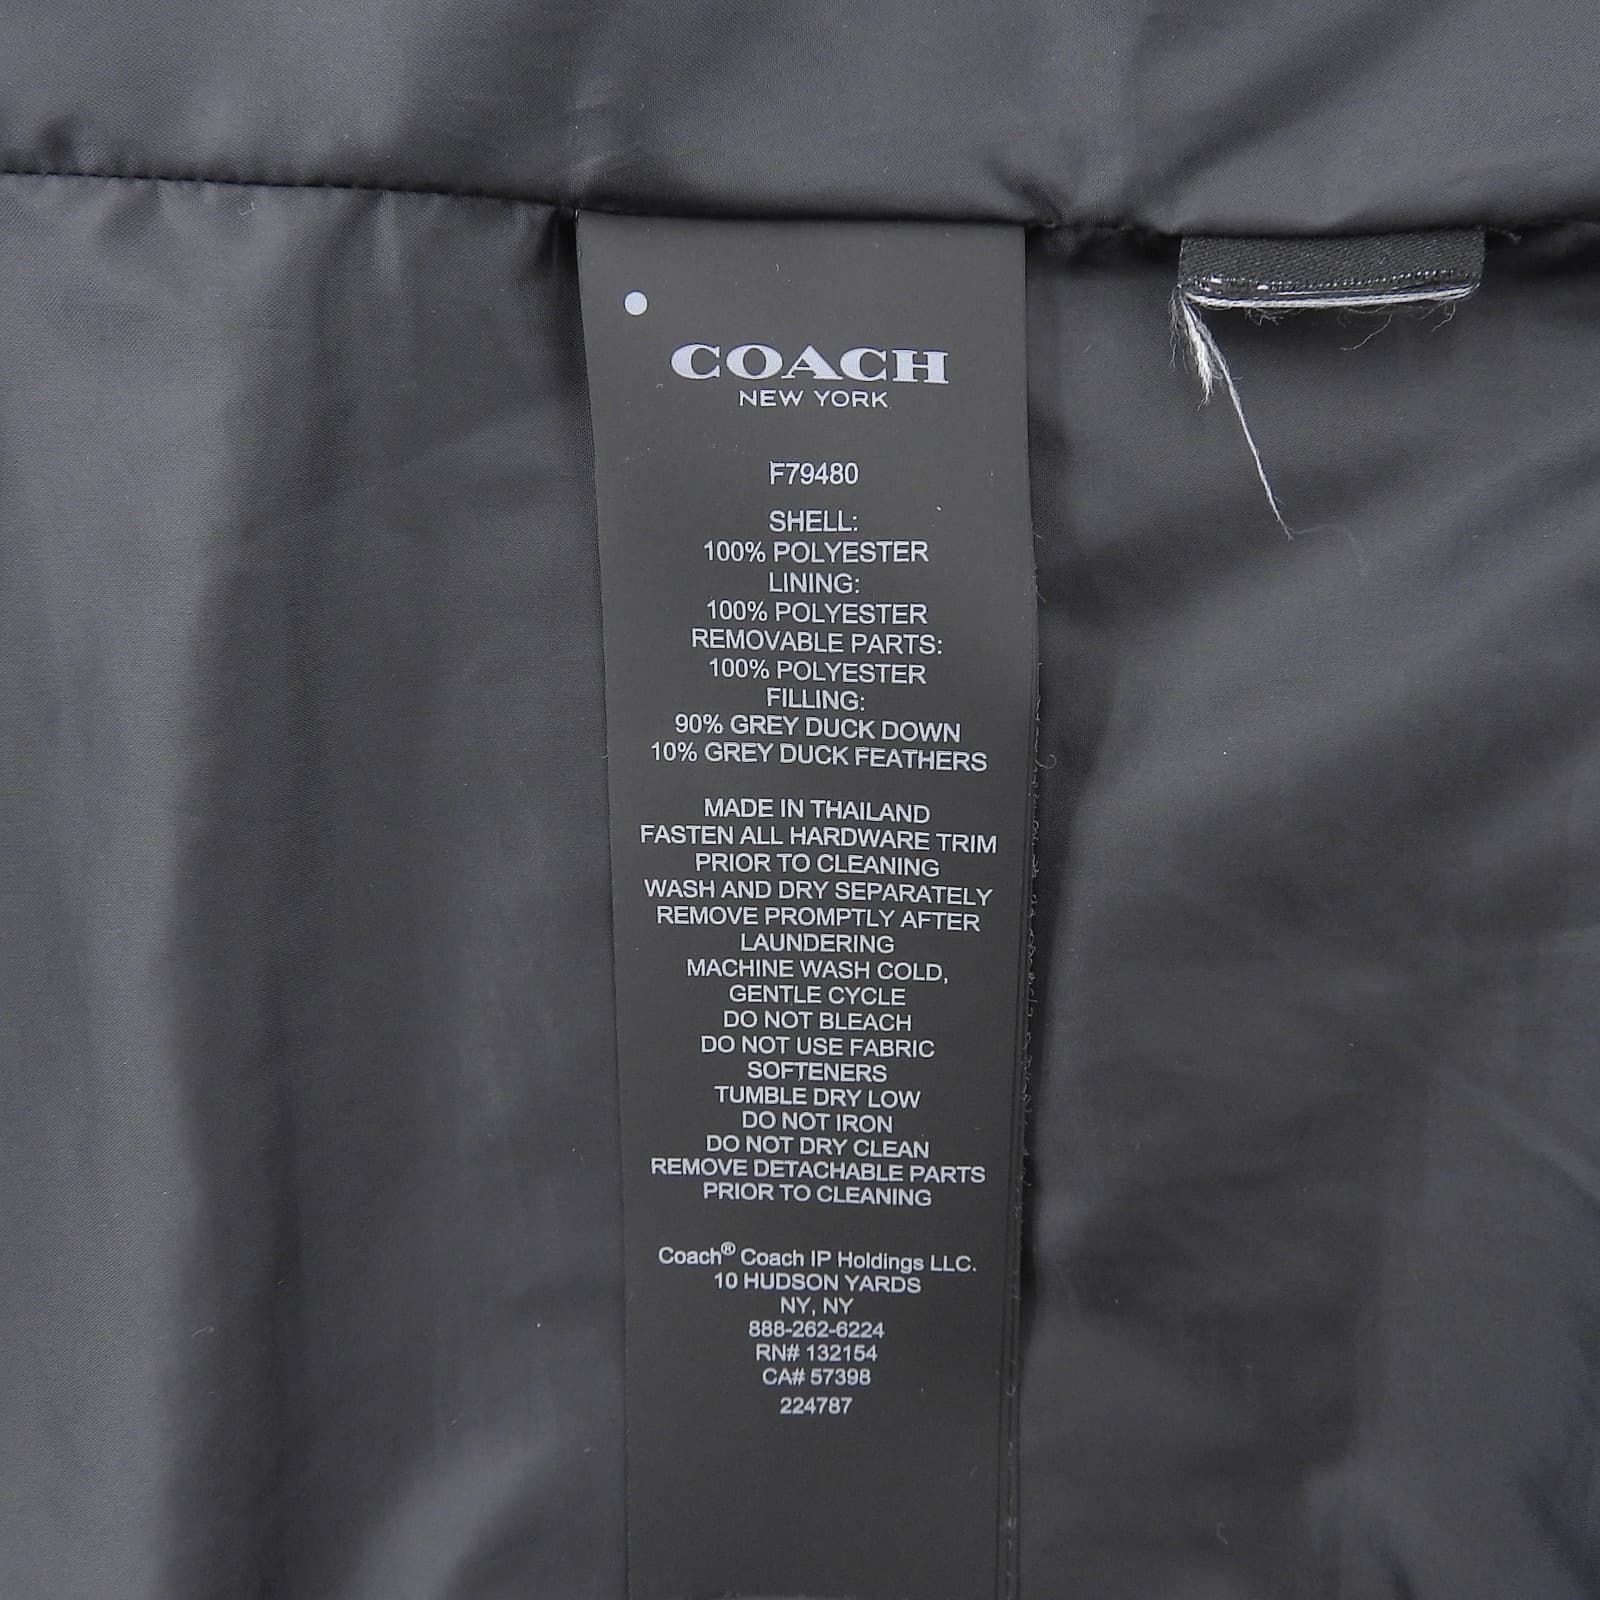 COACH
NEW YORK
F79480
SHELL:
100% POLYESTER
LINING:
100% POLYESTER
REMOVABLE PARTS:
100% POLYESTER
FILLING:
90% GREY DUCK DOWN
10% GREY DUCK FEATHERS
MADE IN THAILAND
FASTEN ALL HARDWARE TRIM
PRIOR TO CLEANING
WASH AND DRY SEPARATELY
REMOVE PROMPTLY AFTER
LAUNDERING
MACHINE WASH COLD,
GENTLE CYCLE
DO NOT BLEACH
DO NOT USE FABRIC
SOFTENERS
TUMBLE DRY LOW
DO NOT IRON
DO NOT DRY CLEAN
REMOVE DETACHABLE PARTS
PRIOR TO CLEANING
Coach® Coach IP Holdings LLC.
10 HUDSON YARDS
NY, NY
888-262-6224
RN# 132154
CA# 57398
224787